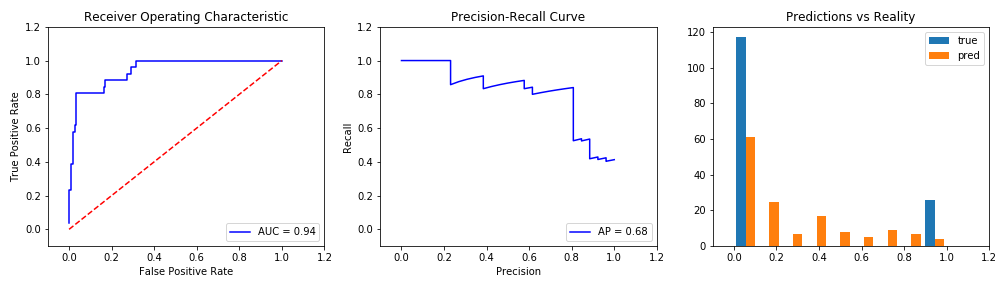 Receiver Operating Characteristic
1.2
1.0
0.8
0.6
0.4
0.2
0.0
True Positive Rate
0.0 0.2 0.4 0.6 0.8 1.0 1.2
False Positive Rate
AUC = 0.94
Precision-Recall Curve
1.2
1.0
0.8
0.6
0.4
0.2
0.0
Recall
0.0 0.2 0.4 0.6 0.8 1.0 1.2
Precision
AP = 0.68
Predictions vs Reality
120
100
80
60
40
20
0
0.0 0.2 0.4 0.6 0.8 1.0 1.2
true
pred